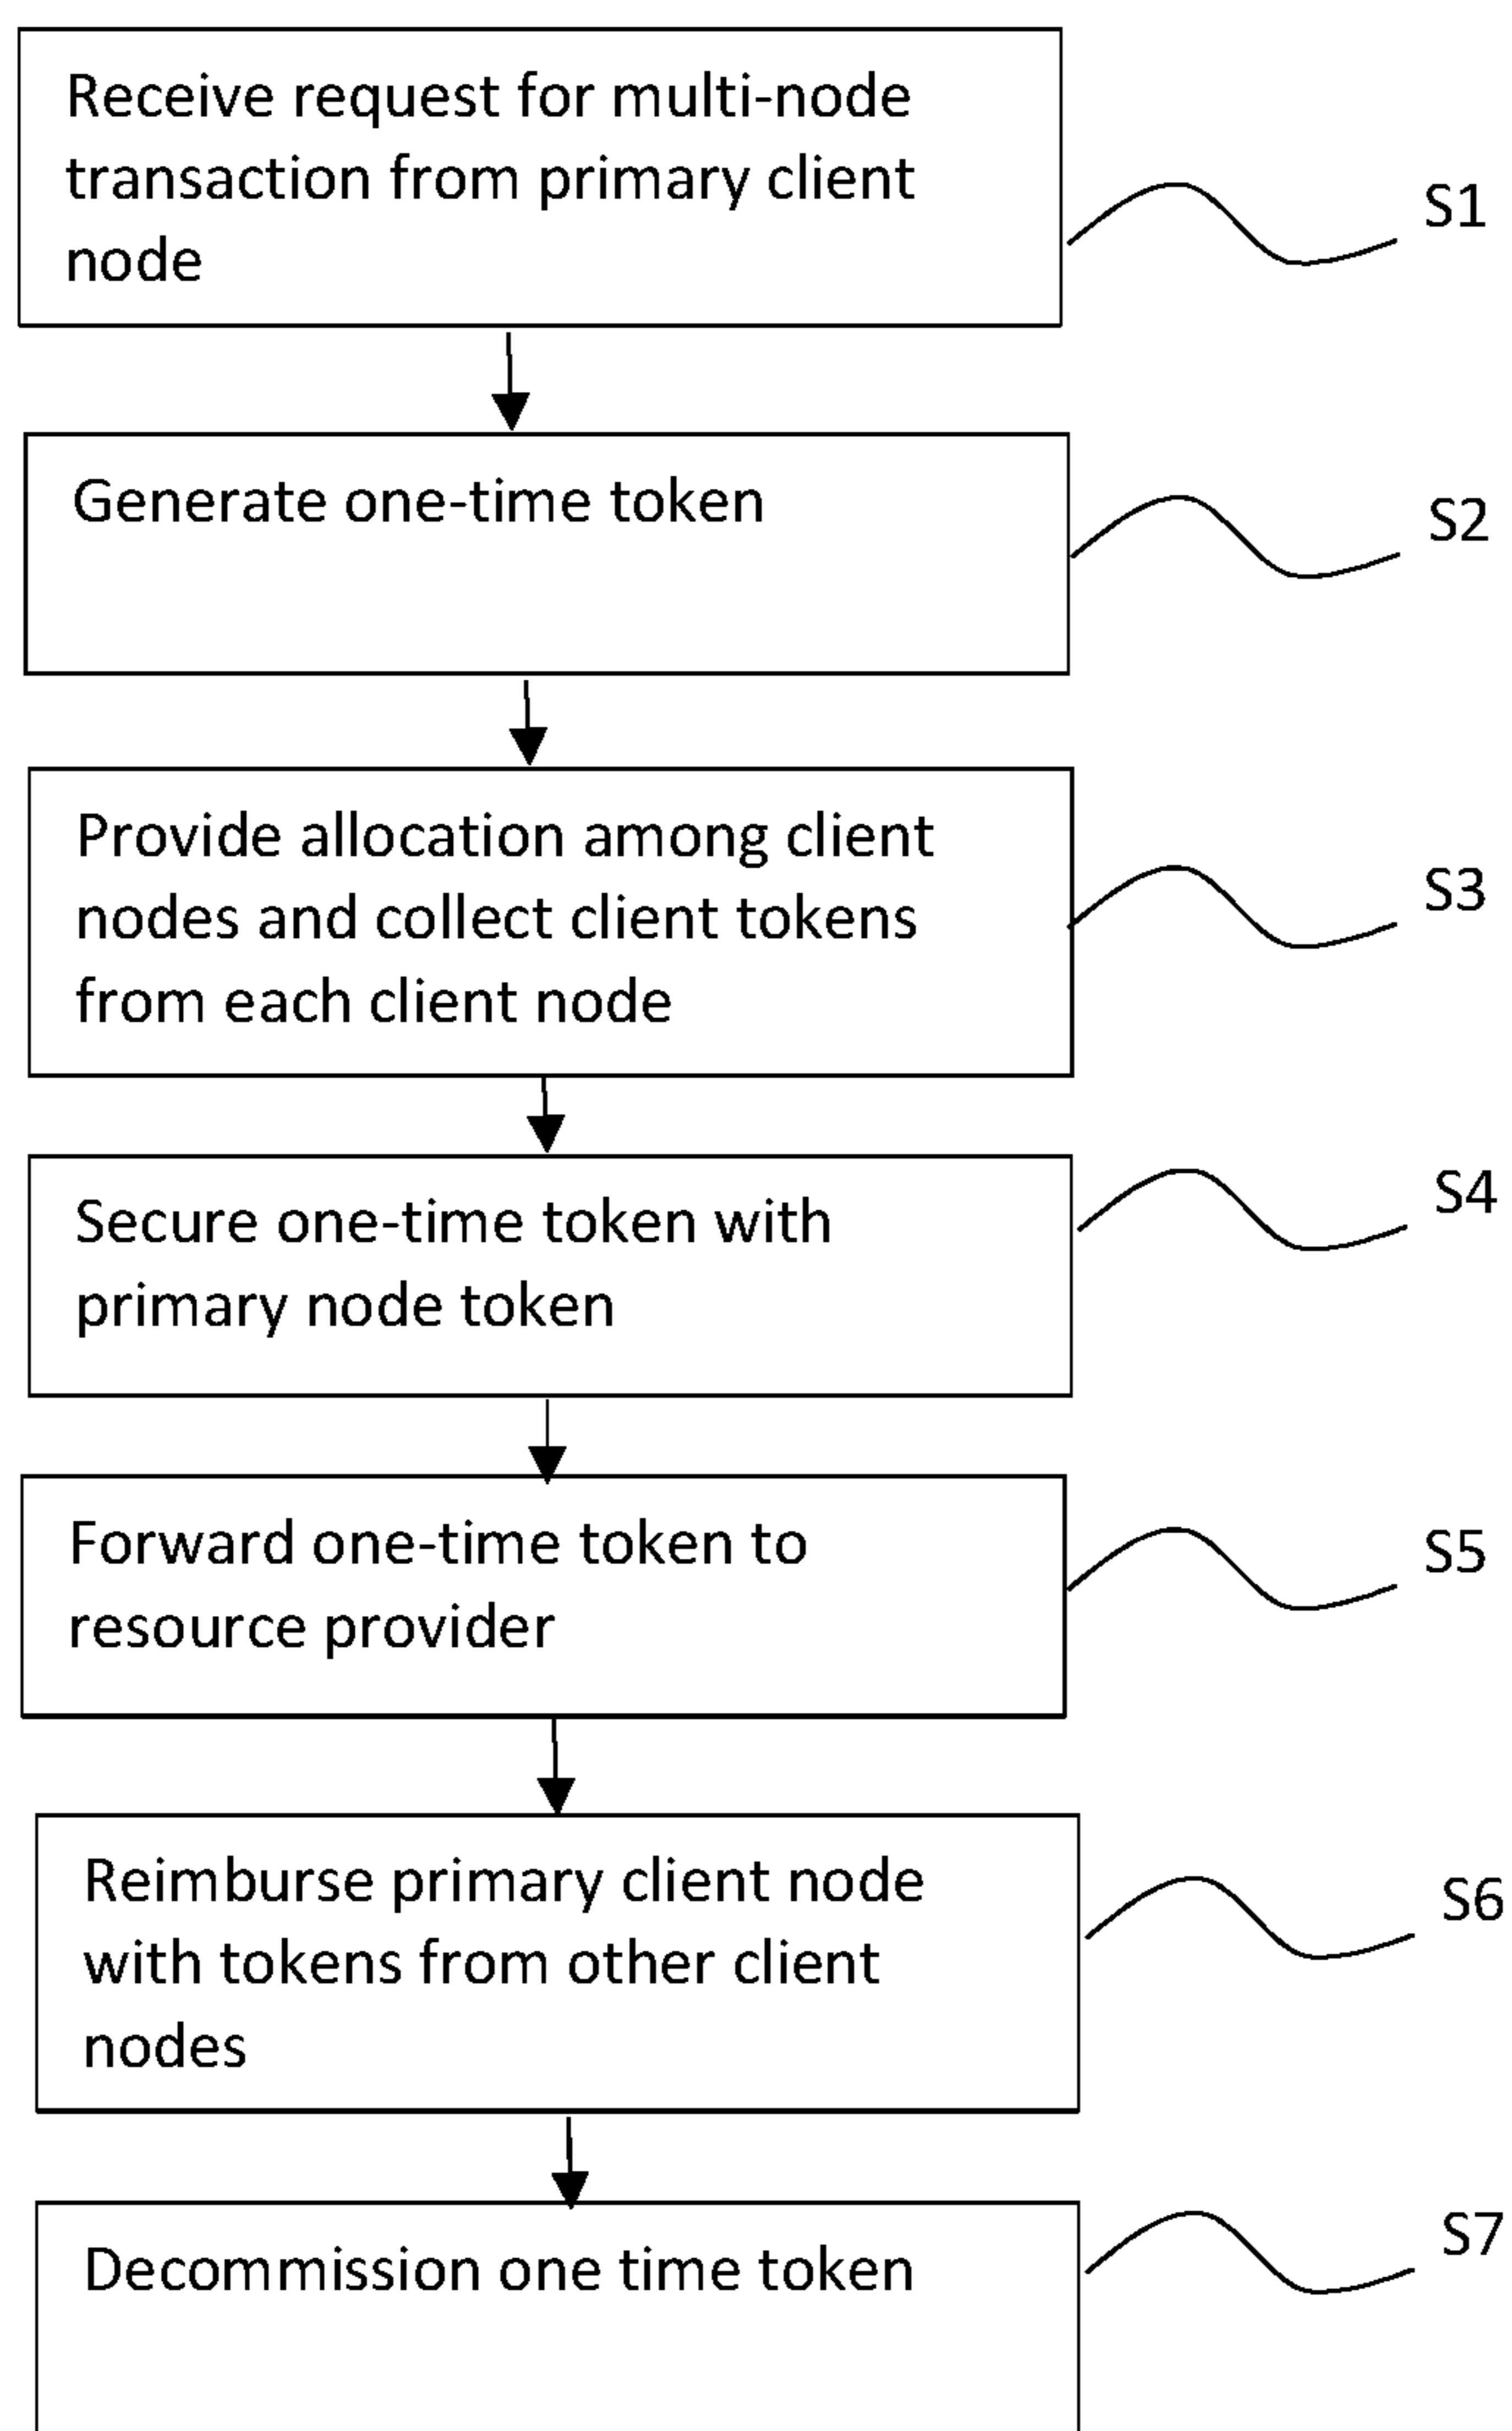 Receive request for multi-node
transaction from primary client
node
S1
Generate one-time token
S2
Provide allocation among client
nodes and collect client tokens
from each client node
S3
Secure one-time token with
primary node token
S4
Forward one-time token to
resource provider
S5
Reimburse primary client node
with tokens from other client
nodes
S6
Decommission one time token
S7